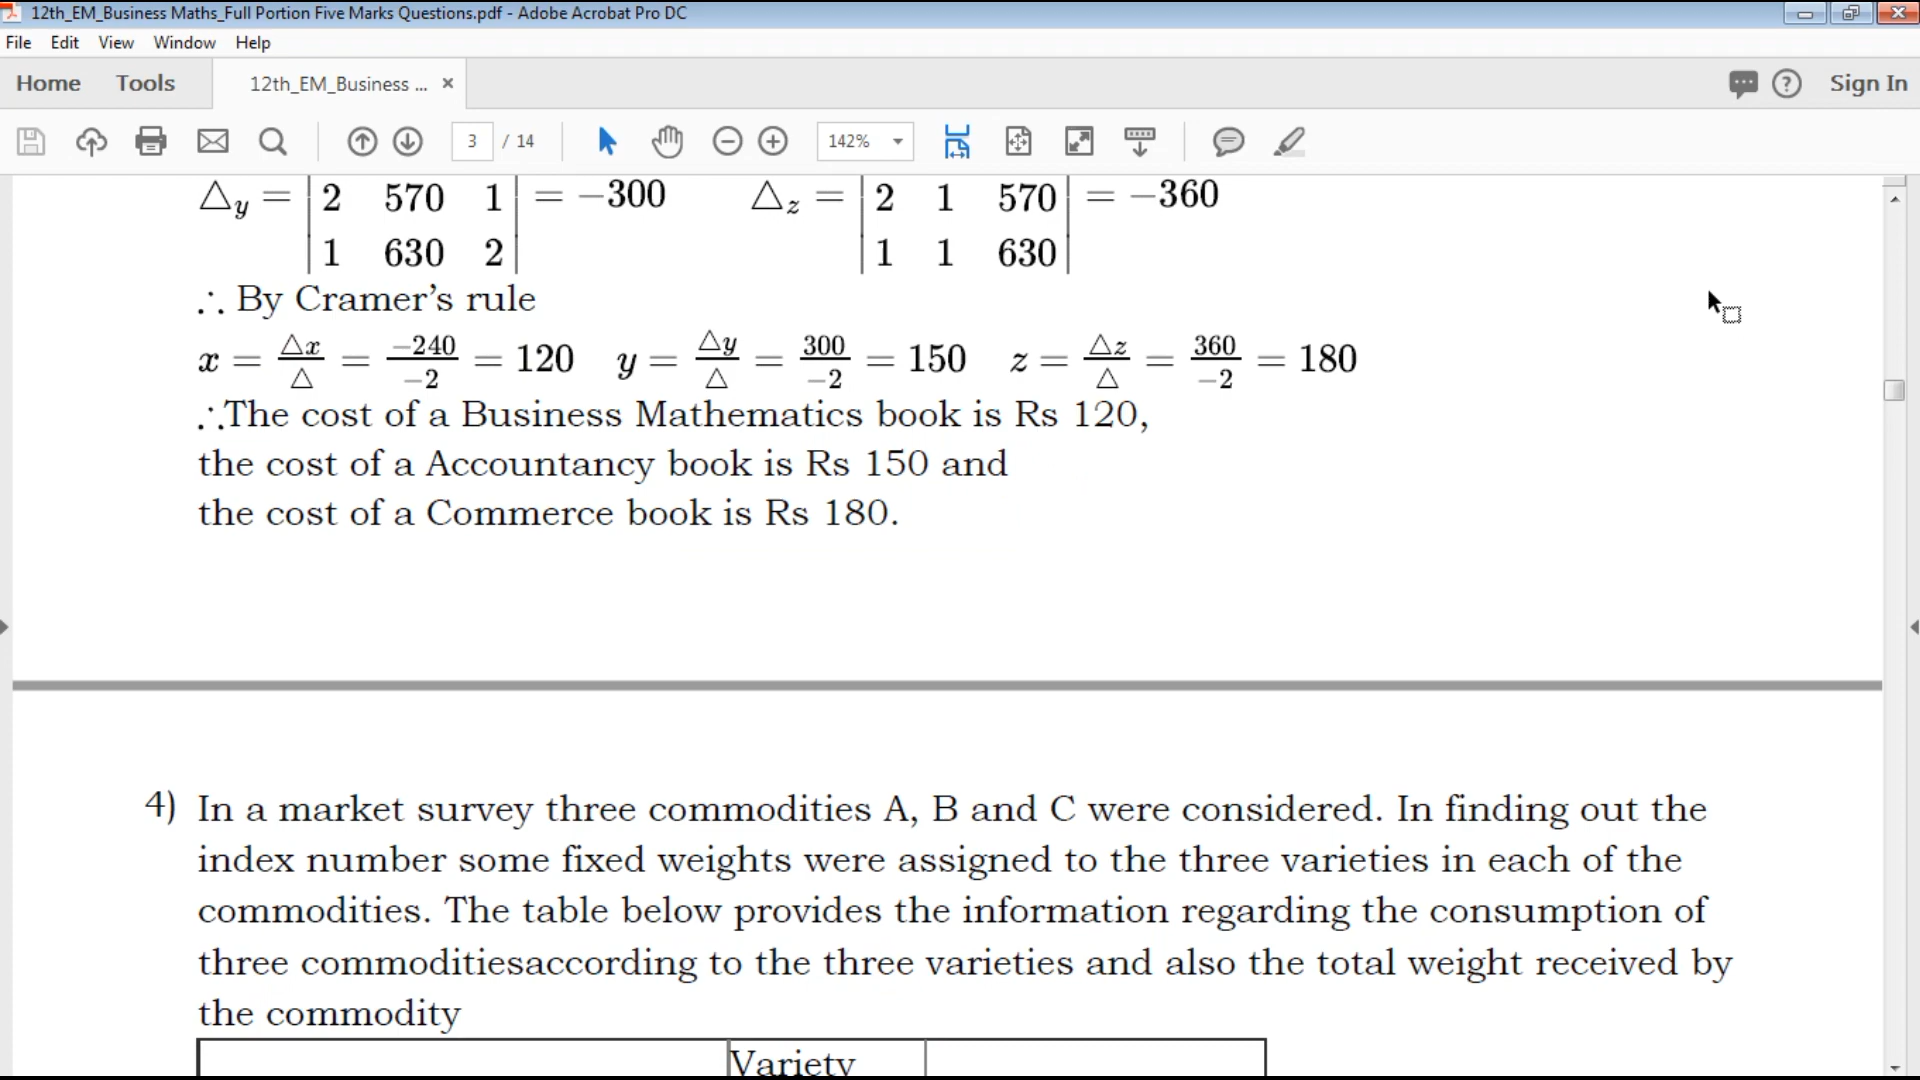 12th_EM_Business Maths_Full Portion Five Marks Questions.pdf - Adobe Acrobat Pro DC
File Edit View Window Help
Home Tools 12th_EM_Business ... × Sign In
3 / 14 142%
△y = | 2 570 1 | = −300 △z = | 2 1 570 | = −360
| 1 630 2 | | 1 1 630 |
∴ By Cramer's rule
x = △x/△ = −240/−2 = 120 y = △y/△ = 300/−2 = 150 z = △z/△ = 360/−2 = 180
∴The cost of a Business Mathematics book is Rs 120,
the cost of a Accountancy book is Rs 150 and
the cost of a Commerce book is Rs 180.
4) In a market survey three commodities A, B and C were considered. In finding out the
index number some fixed weights were assigned to the three varieties in each of the
commodities. The table below provides the information regarding the consumption of
three commoditiesaccording to the three varieties and also the total weight received by
the commodity
Variety